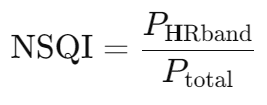 NSQI = P_HRband / P_total